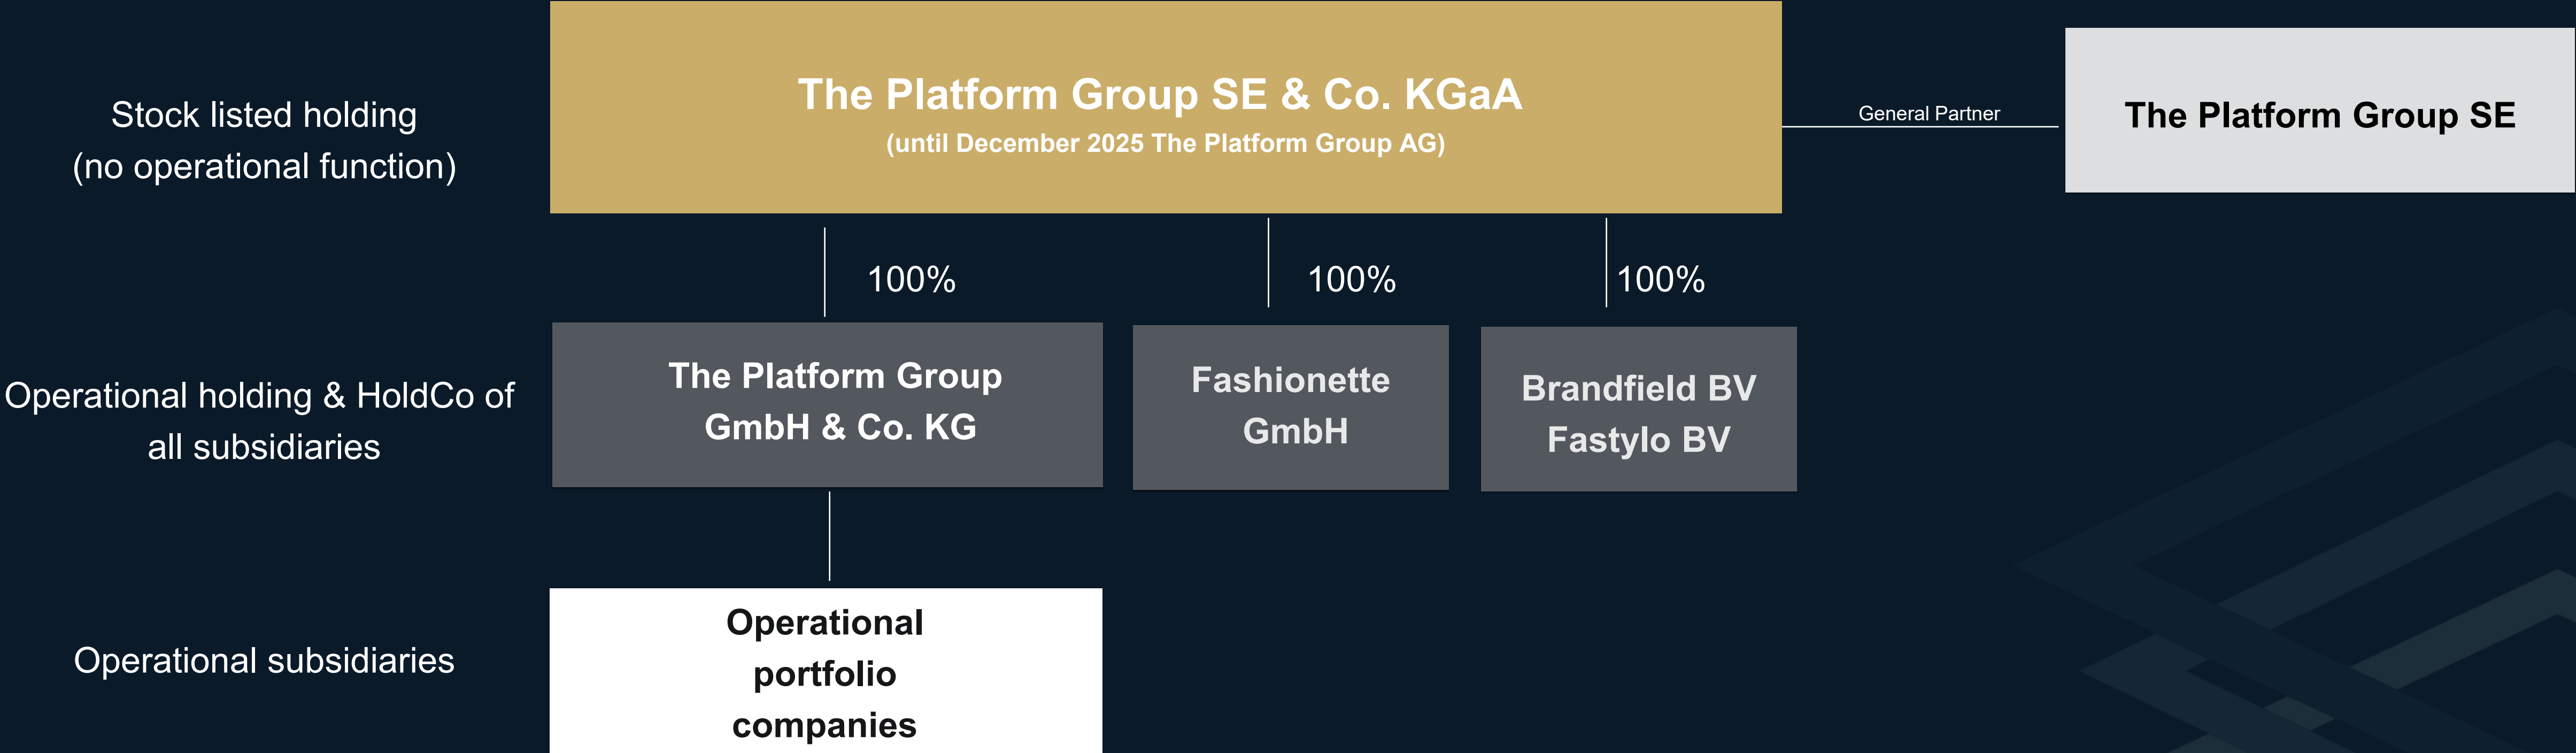 Stock listed holding
(no operational function)
The Platform Group SE & Co. KGaA
(until December 2025 The Platform Group AG)
General Partner
The Platform Group SE
100%
100%
100%
Operational holding & HoldCo of
all subsidiaries
The Platform Group
GmbH & Co. KG
Fashionette
GmbH
Brandfield BV
Fastylo BV
Operational subsidiaries
Operational
portfolio
companies